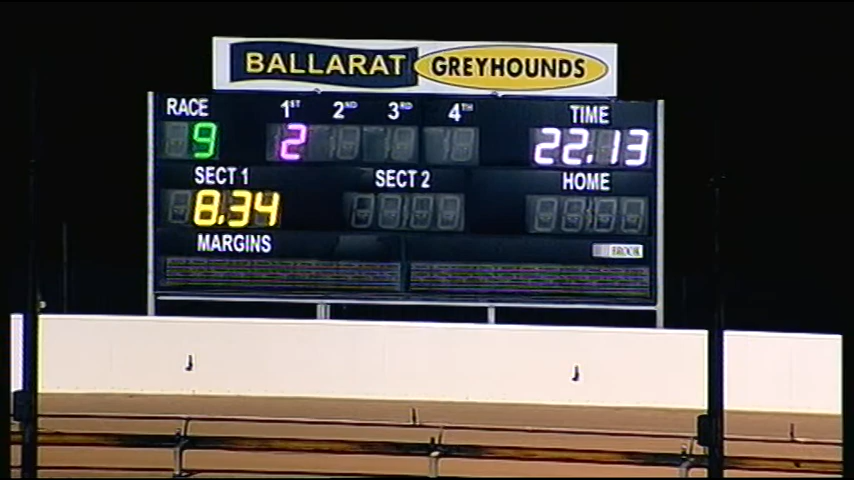 BALLARAT GREYHOUNDS
RACE 1ST 2ND 3RD 4TH TIME
9 2 22.13
SECT 1 SECT 2 HOME
8.34
MARGINS BROOK